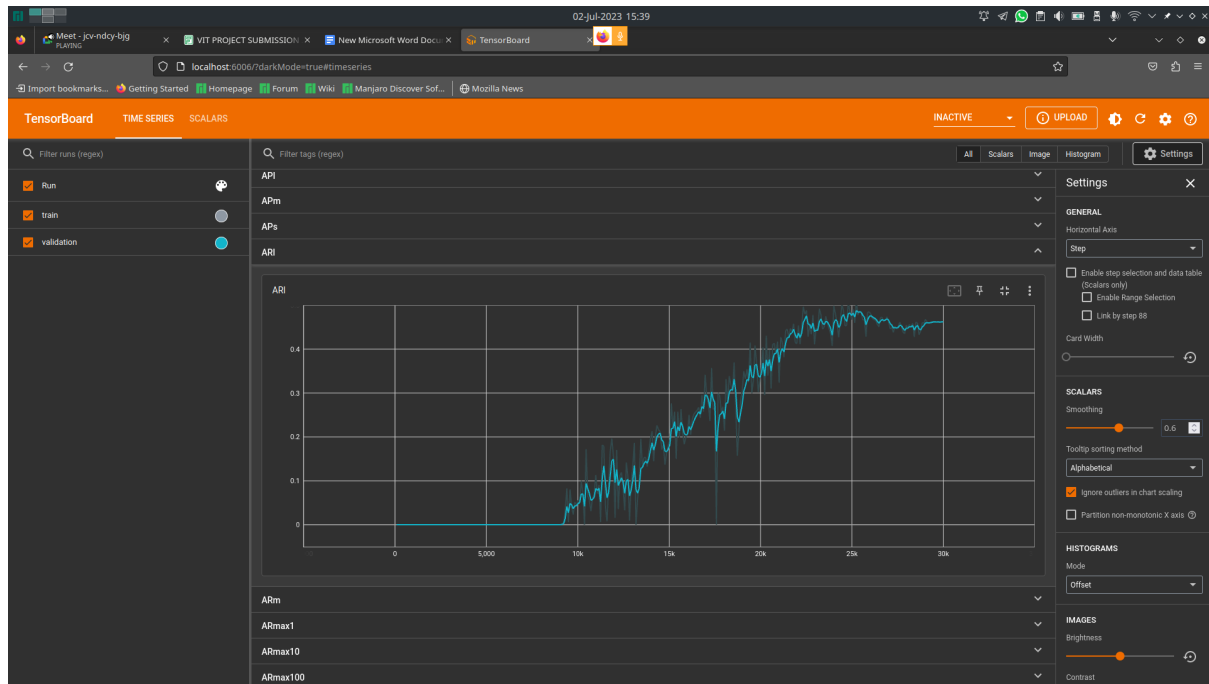 02-Jul-2023 15:39
Meet - jcv-ndcy-bjg
PLAYING
VIT PROJECT SUBMISSION
New Microsoft Word Docu
TensorBoard
localhost:6006/?darkMode=true#timeseries
Import bookmarks... Getting Started Homepage Forum Wiki Manjaro Discover Sof... Mozilla News
TensorBoard TIME SERIES SCALARS INACTIVE UPLOAD
Filter runs (regex)
Run
train
validation
Filter tags (regex) All Scalars Image Histogram Settings
APl
APm
APs
ARl
ARl
0.4
0.3
0.2
0.1
0
0 5,000 10k 15k 20k 25k 30k
ARm
ARmax1
ARmax10
ARmax100
Settings
GENERAL
Horizontal Axis
Step
Enable step selection and data table
(Scalars only)
Enable Range Selection
Link by step 88
Card Width
SCALARS
Smoothing
0.6
Tooltip sorting method
Alphabetical
Ignore outliers in chart scaling
Partition non-monotonic X axis
HISTOGRAMS
Mode
Offset
IMAGES
Brightness
Contrast